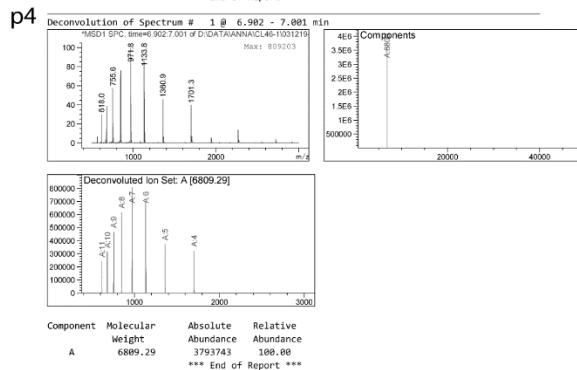 p4
Deconvolution of Spectrum # 1 @ 6.902 - 7.001 min
*MSD1 SPC, time=6.902:7.001 of D:\DATA\ANNA\CL46-1\031219-
Max: 809203
100
80
60
40
20
0
618.0
755.6
971.8
1133.8
1360.9
1701.3
1000
2000
m/z
Components
4E6
3.5E6
3E6
2.5E6
2E6
1.5E6
1E6
500000
20000
40000
Deconvoluted Ion Set: A [6809.29]
800000
700000
600000
500000
400000
300000
200000
100000
0
A:11
A:10
A:9
A:8
A:7
A:6
A:5
A:4
1000
2000
3000
Component Molecular Absolute Relative
Weight Abundance Abundance
A 6809.29 3793743 100.00
*** End of Report ***